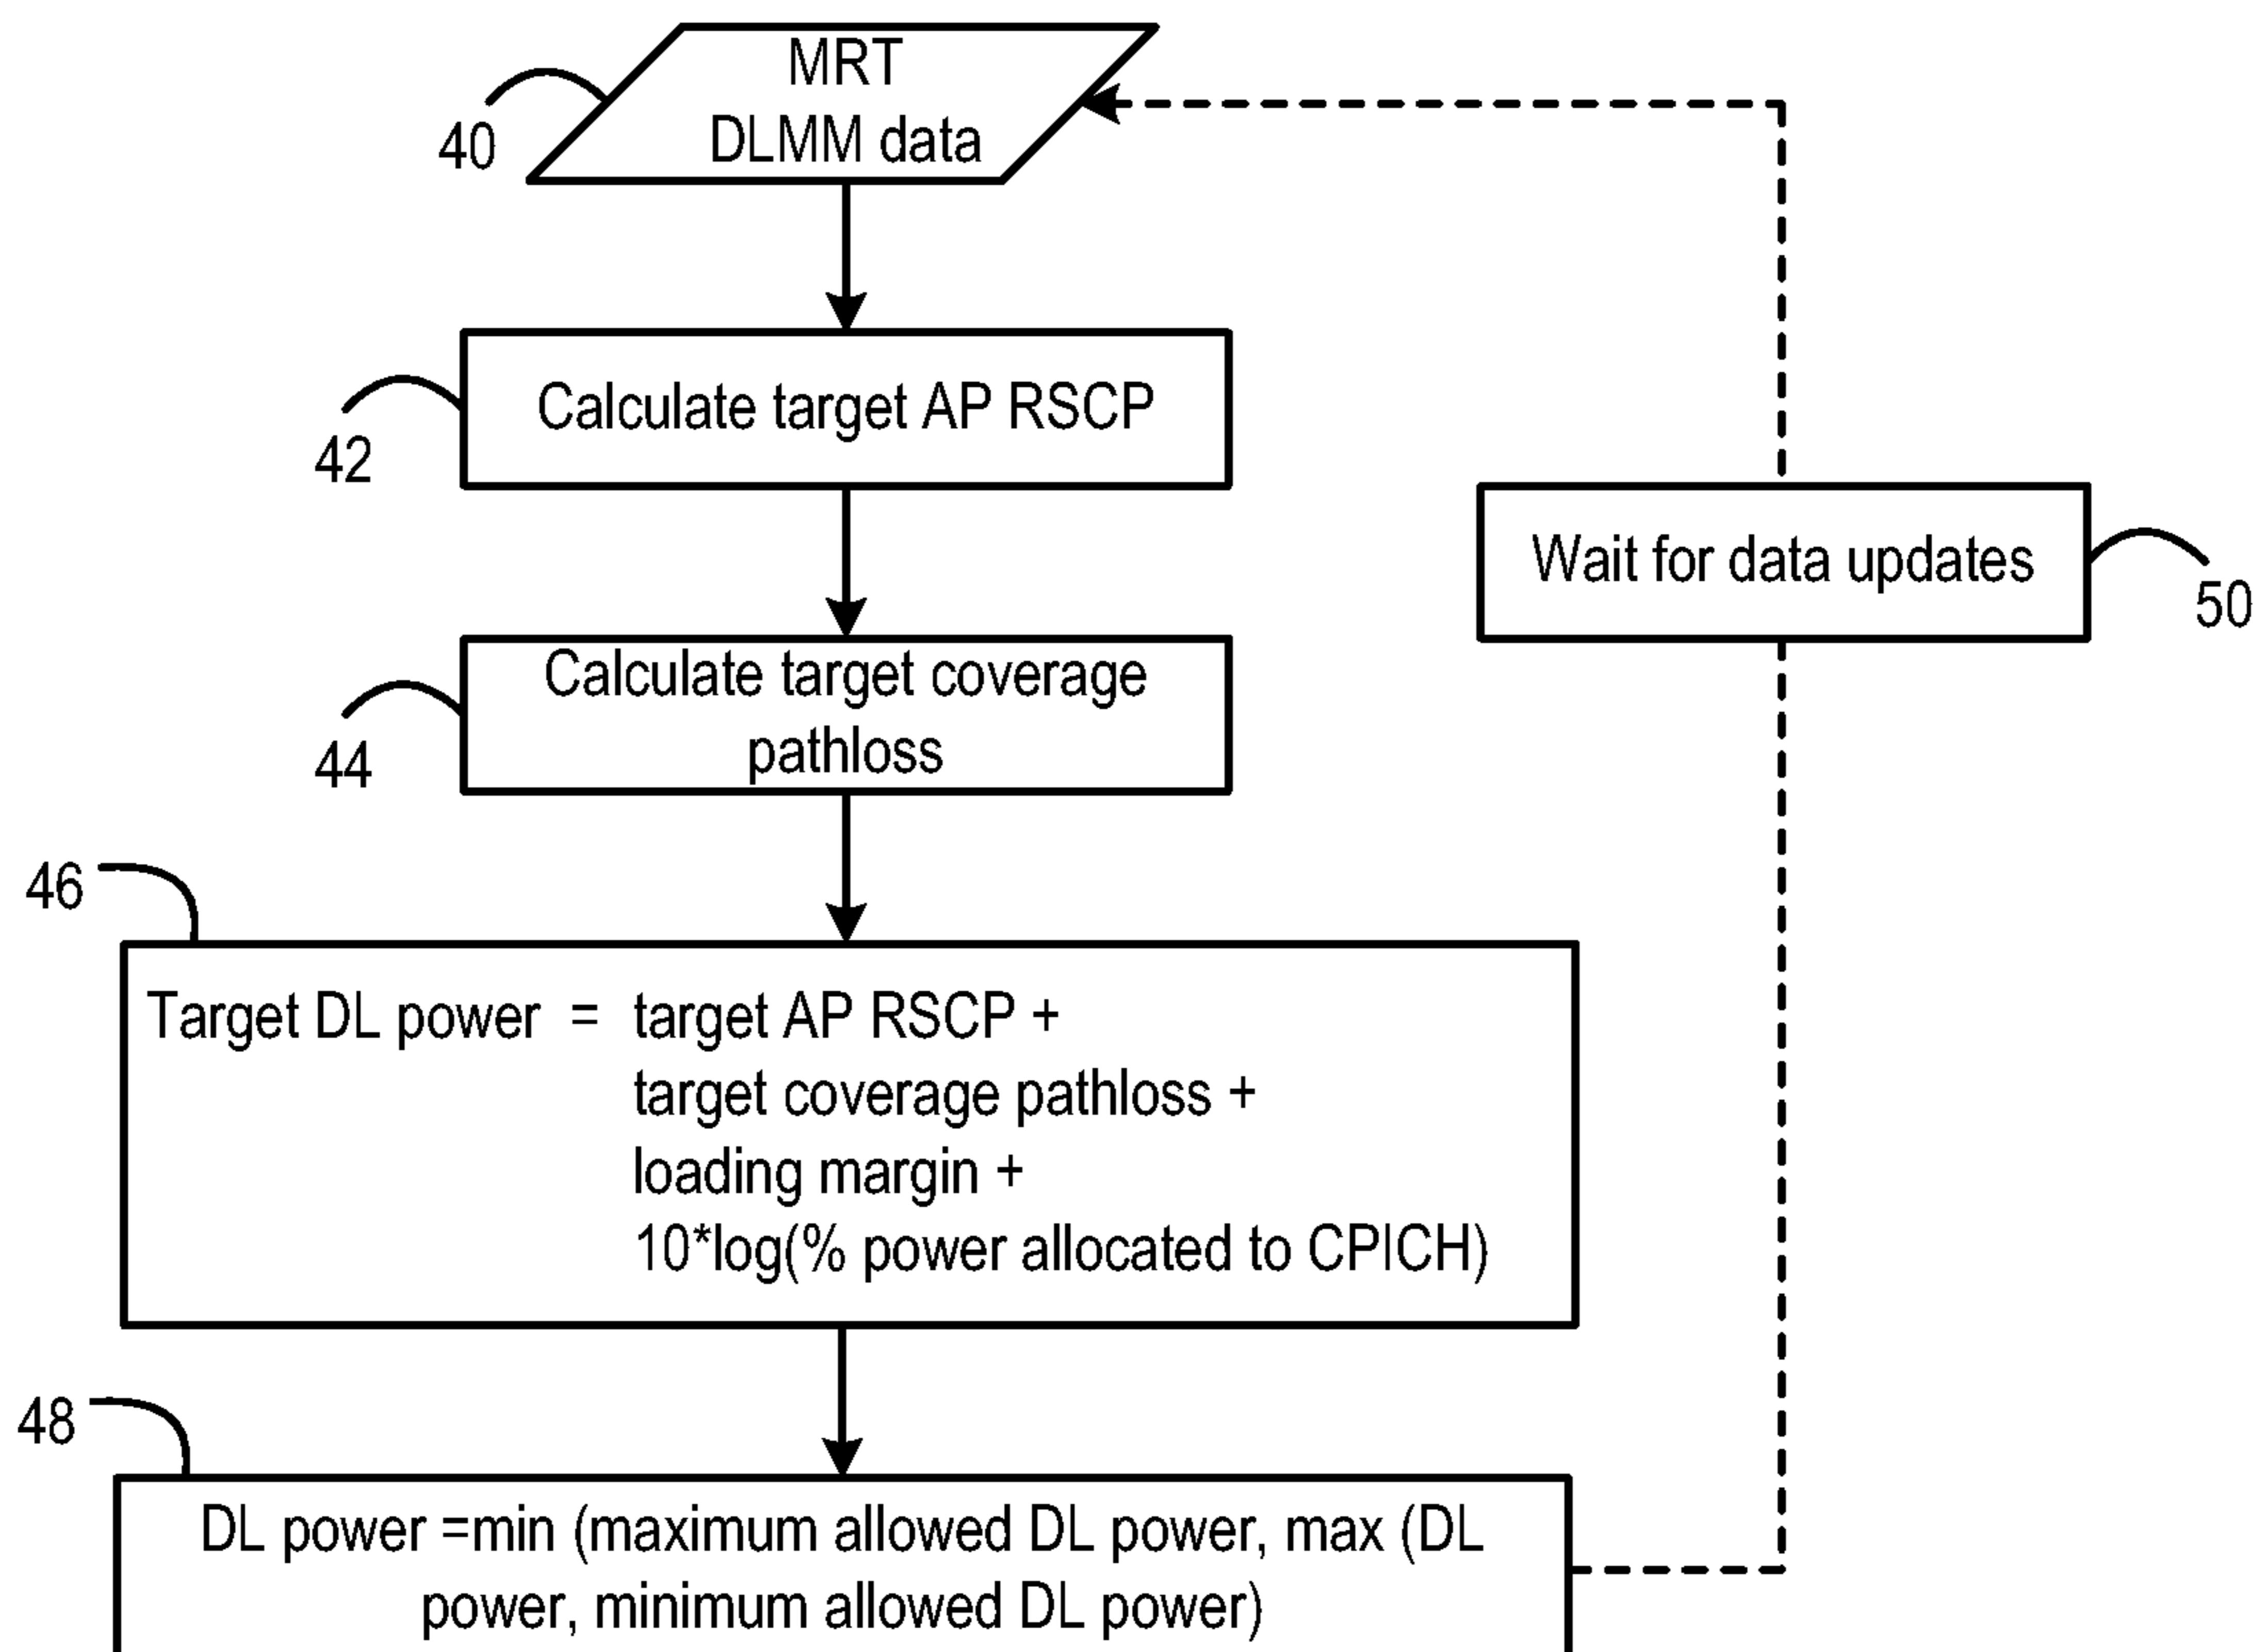 MRT
DLMM data
40
Calculate target AP RSCP
42
Wait for data updates
50
Calculate target coverage
pathloss
44
46
Target DL power = target AP RSCP +
target coverage pathloss +
loading margin +
10*log(% power allocated to CPICH)
48
DL power =min (maximum allowed DL power, max (DL
power, minimum allowed DL power)